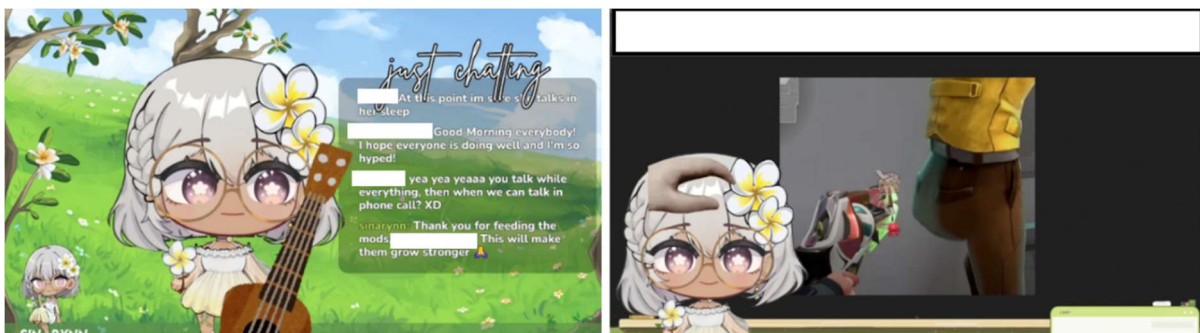 just chatting
At this point im sure she talks in
her sleep
Good Morning everybody!
I hope everyone is doing well and I'm so
hyped!
yea yea yeaaa you talk while
everything, then when we can talk in
phone call? XD
sinarynn: Thank you for feeding the
mods, This will make
them grow stronger 🙏